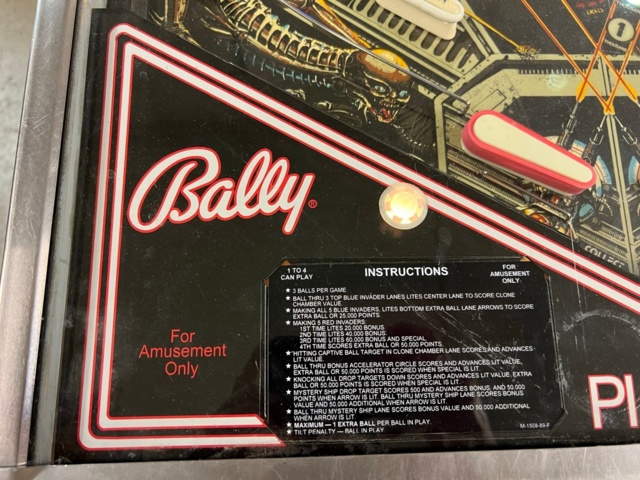 Bally®
For
Amusement
Only
1 TO 4
CAN PLAY
INSTRUCTIONS
FOR
AMUSEMENT
ONLY
★ 3 BALLS PER GAME
★ BALL THRU 3 TOP BLUE INVADER LANES LITES CENTER LANE TO SCORE CLONE
CHAMBER VALUE
★ MAKING ALL 5 BLUE INVADERS, LITES BOTTOM EXTRA BALL LANE ARROWS TO SCORE
EXTRA BALL OR 25,000 POINTS.
★ MAKING 5 RED INVADERS:
1ST TIME LITES 20,000 BONUS
2ND TIME LITES 40,000 BONUS
3RD TIME LITES 60,000 BONUS AND SPECIAL
4TH TIME SCORES EXTRA BALL OR 50,000 POINTS.
★ HITTING CAPTIVE BALL TARGET IN CLONE CHAMBER SCORES AND ADVANCES
LIT VALUE.
★ BALL THRU BONUS ACCELERATOR CIRCLE SCORES AND ADVANCES LIT VALUE,
EXTRA BALL OR 50,000 POINTS IS SCORED WHEN SPECIAL IS LIT.
★ KNOCKING ALL DROP TARGETS DOWN SCORES AND ADVANCES LIT VALUE. EXTRA
BALL OR 50,000 POINTS IS SCORED WHEN SPECIAL IS LIT.
★ MYSTERY SHIP DROP TARGET SCORES 500 AND ADVANCES BONUS, AND 50,000
POINTS WHEN ARROW IS LIT. BALL THRU MYSTERY SHIP LANE SCORES BONUS
VALUE AND 50,000 ADDITIONAL WHEN ARROW IS LIT.
★ BALL THRU MYSTERY SHIP LANE SCORES BONUS VALUE AND 50,000 ADDITIONAL
WHEN ARROW IS LIT.
★ MAXIMUM — 1 EXTRA BALL PER BALL IN PLAY.
★ TILT PENALTY — BALL IN PLAY
M-1508-89-F
COLLECT
1
PI